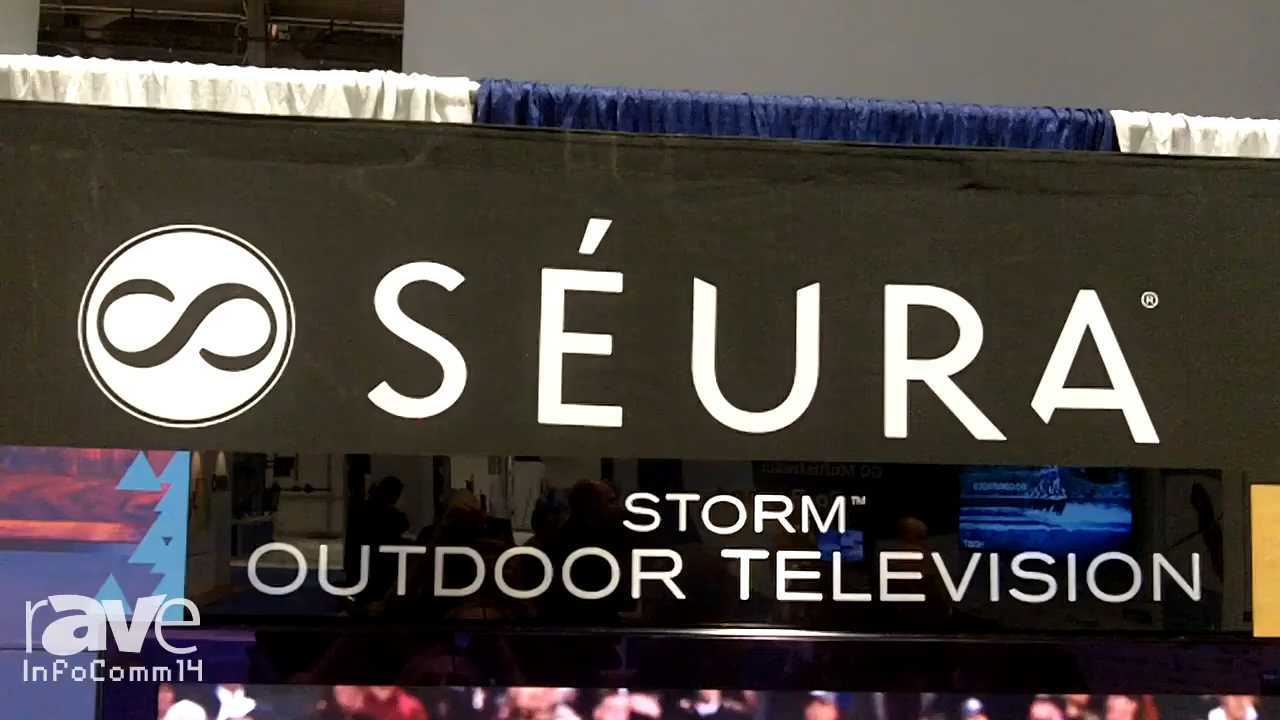 SÉURA®
STORM™
OUTDOOR TELEVISION
rAVe
InFoComm14